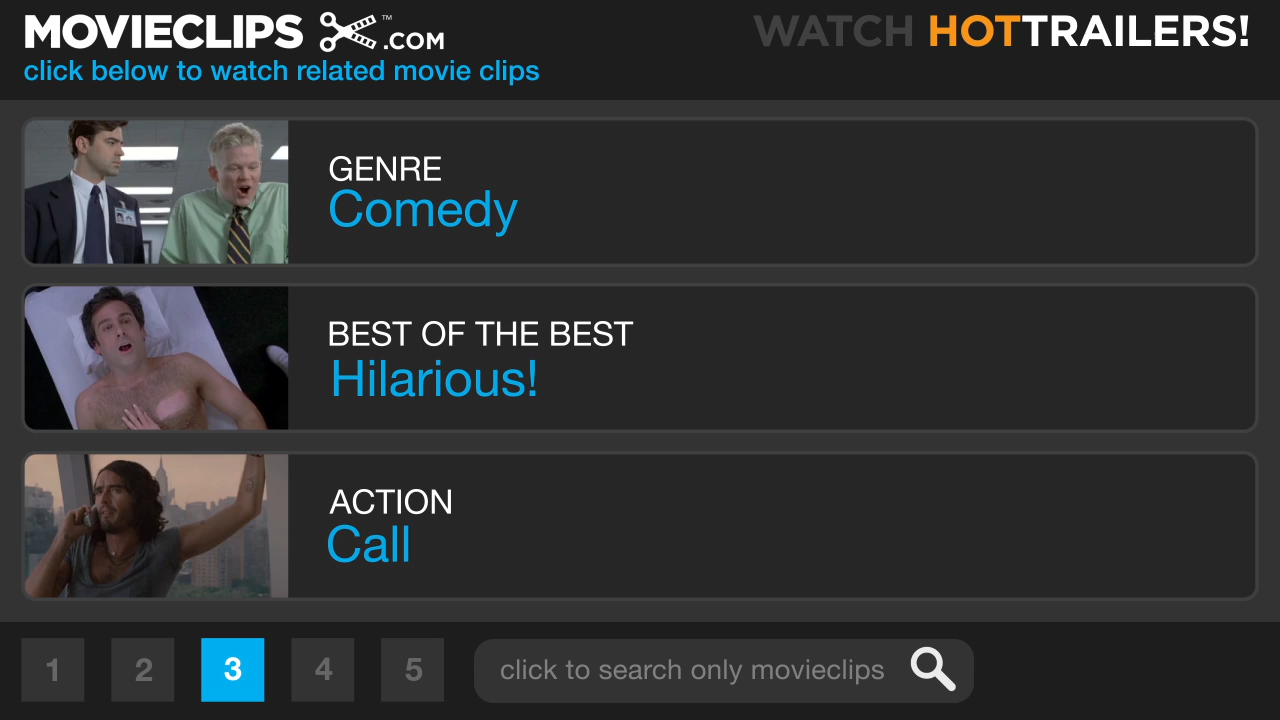 MOVIECLIPS ™ .COM
WATCH HOTTRAILERS!
click below to watch related movie clips
GENRE
Comedy
BEST OF THE BEST
Hilarious!
ACTION
Call
1 2 3 4 5 click to search only movieclips